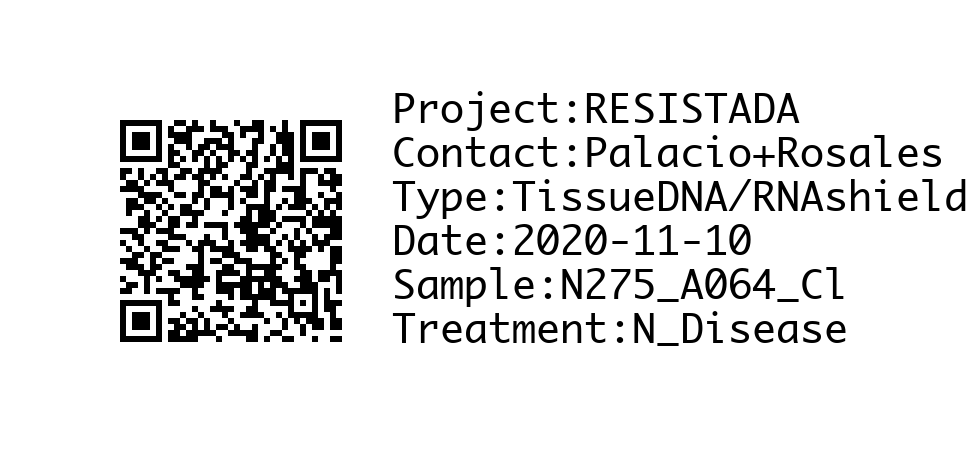 Project:RESISTADA
Contact:Palacio+Rosales
Type:TissueDNA/RNAshield
Date:2020-11-10
Sample:N275_A064_Cl
Treatment:N_Disease